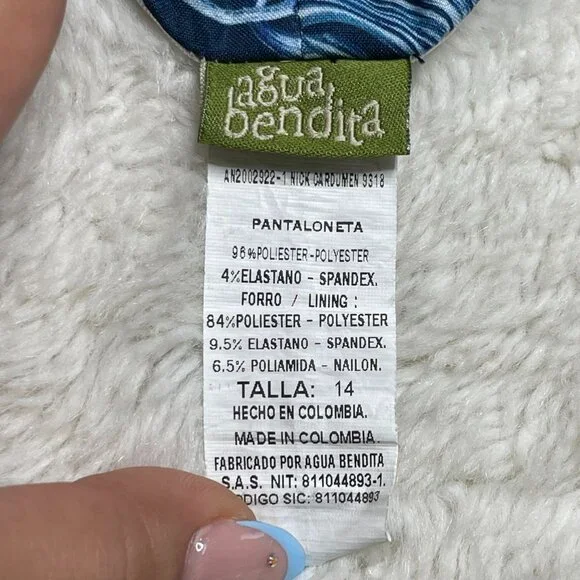 agua
bendita
AN2002922-1 NICK CARDUMEN 9318
PANTALONETA
96%POLIESTER-POLYESTER
4%ELASTANO - SPANDEX.
FORRO / LINING :
84%POLIESTER - POLYESTER
9.5% ELASTANO - SPANDEX.
6.5% POLIAMIDA - NAILON.
TALLA: 14
HECHO EN COLOMBIA.
MADE IN COLOMBIA.
FABRICADO POR AGUA BENDITA
S.A.S. NIT: 811044893-1.
ODIGO SIC: 811044893